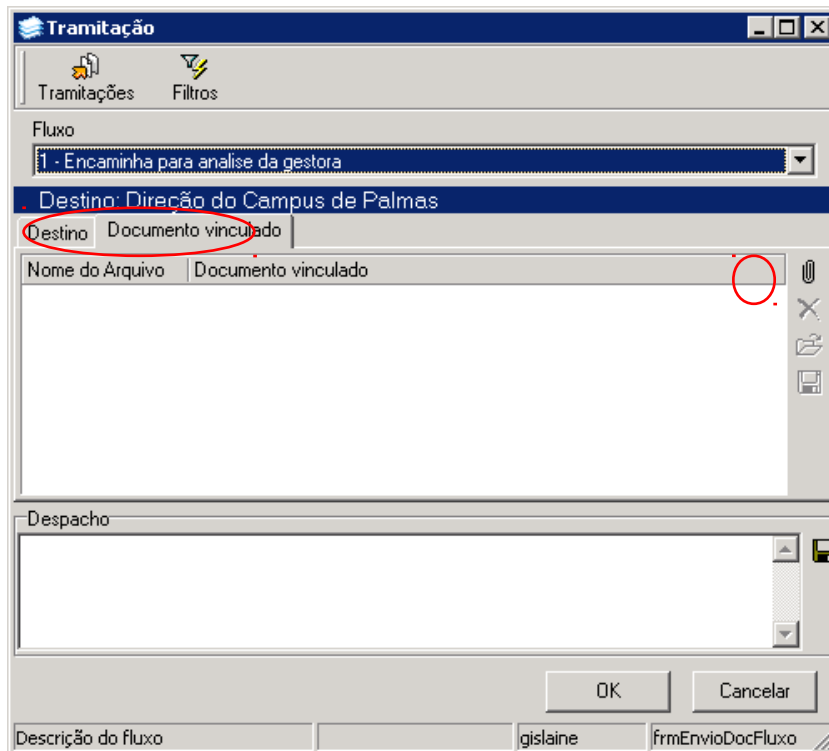 Tramitação
Tramitações Filtros
Fluxo
1 - Encaminha para analise da gestora
Destino: Direção do Campus de Palmas
Destino Documento vinculado
Nome do Arquivo Documento vinculado
Despacho
OK Cancelar
Descrição do fluxo gislaine frmEnvioDocFluxo